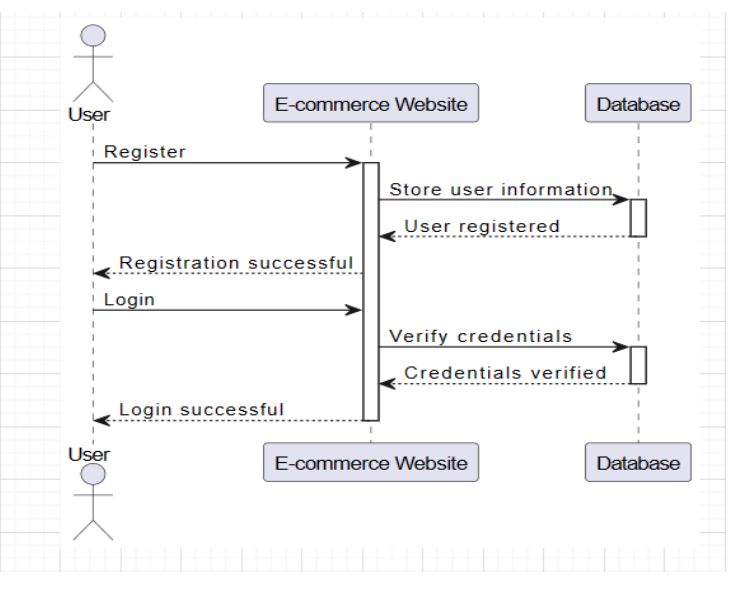 User
E-commerce Website
Database
Register
Store user information
User registered
Registration successful
Login
Verify credentials
Credentials verified
Login successful
User
E-commerce Website
Database